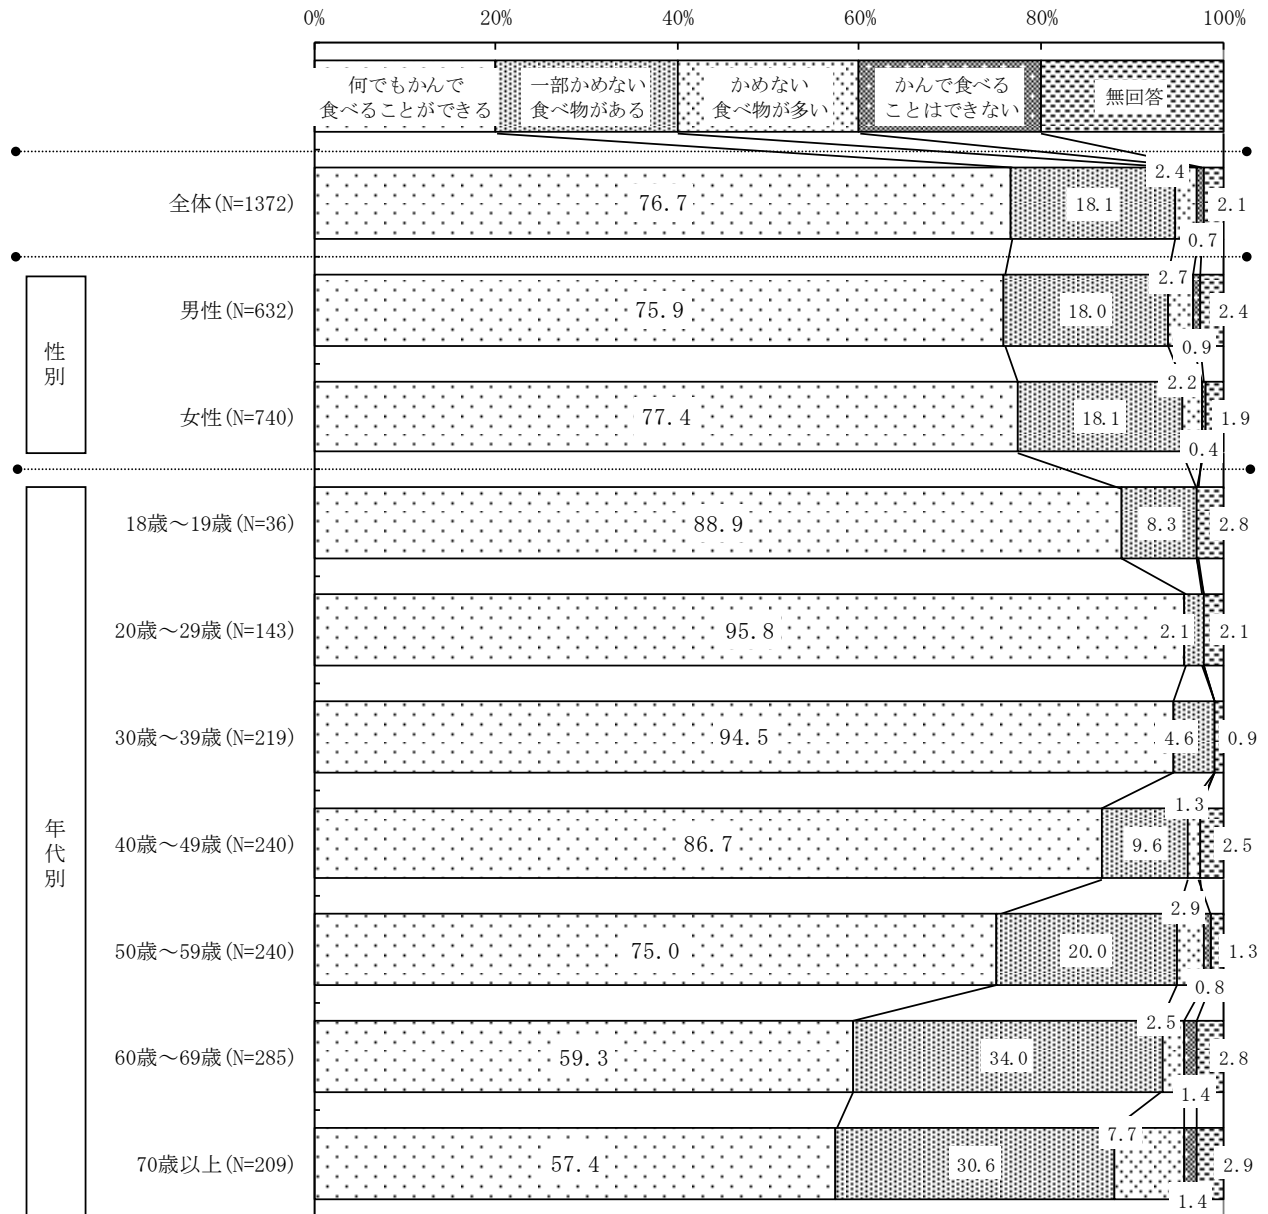 0% 20% 40% 60% 80% 100%
何でもかんで
食べることができる
一部かめない
食べ物がある
かめない
食べ物が多い
かんで食べる
ことはできない
無回答
全体(N=1372) 76.7 18.1 2.4 0.7 2.1
性別
男性(N=632) 75.9 18.0 2.7 0.9 2.4
女性(N=740) 77.4 18.1 2.2 0.4 1.9
年代別
18歳～19歳(N=36) 88.9 8.3 2.8
20歳～29歳(N=143) 95.8 2.1 2.1
30歳～39歳(N=219) 94.5 4.6 0.9
40歳～49歳(N=240) 86.7 9.6 1.3 2.5
50歳～59歳(N=240) 75.0 20.0 2.9 0.8 1.3
60歳～69歳(N=285) 59.3 34.0 2.5 1.4 2.8
70歳以上(N=209) 57.4 30.6 7.7 1.4 2.9